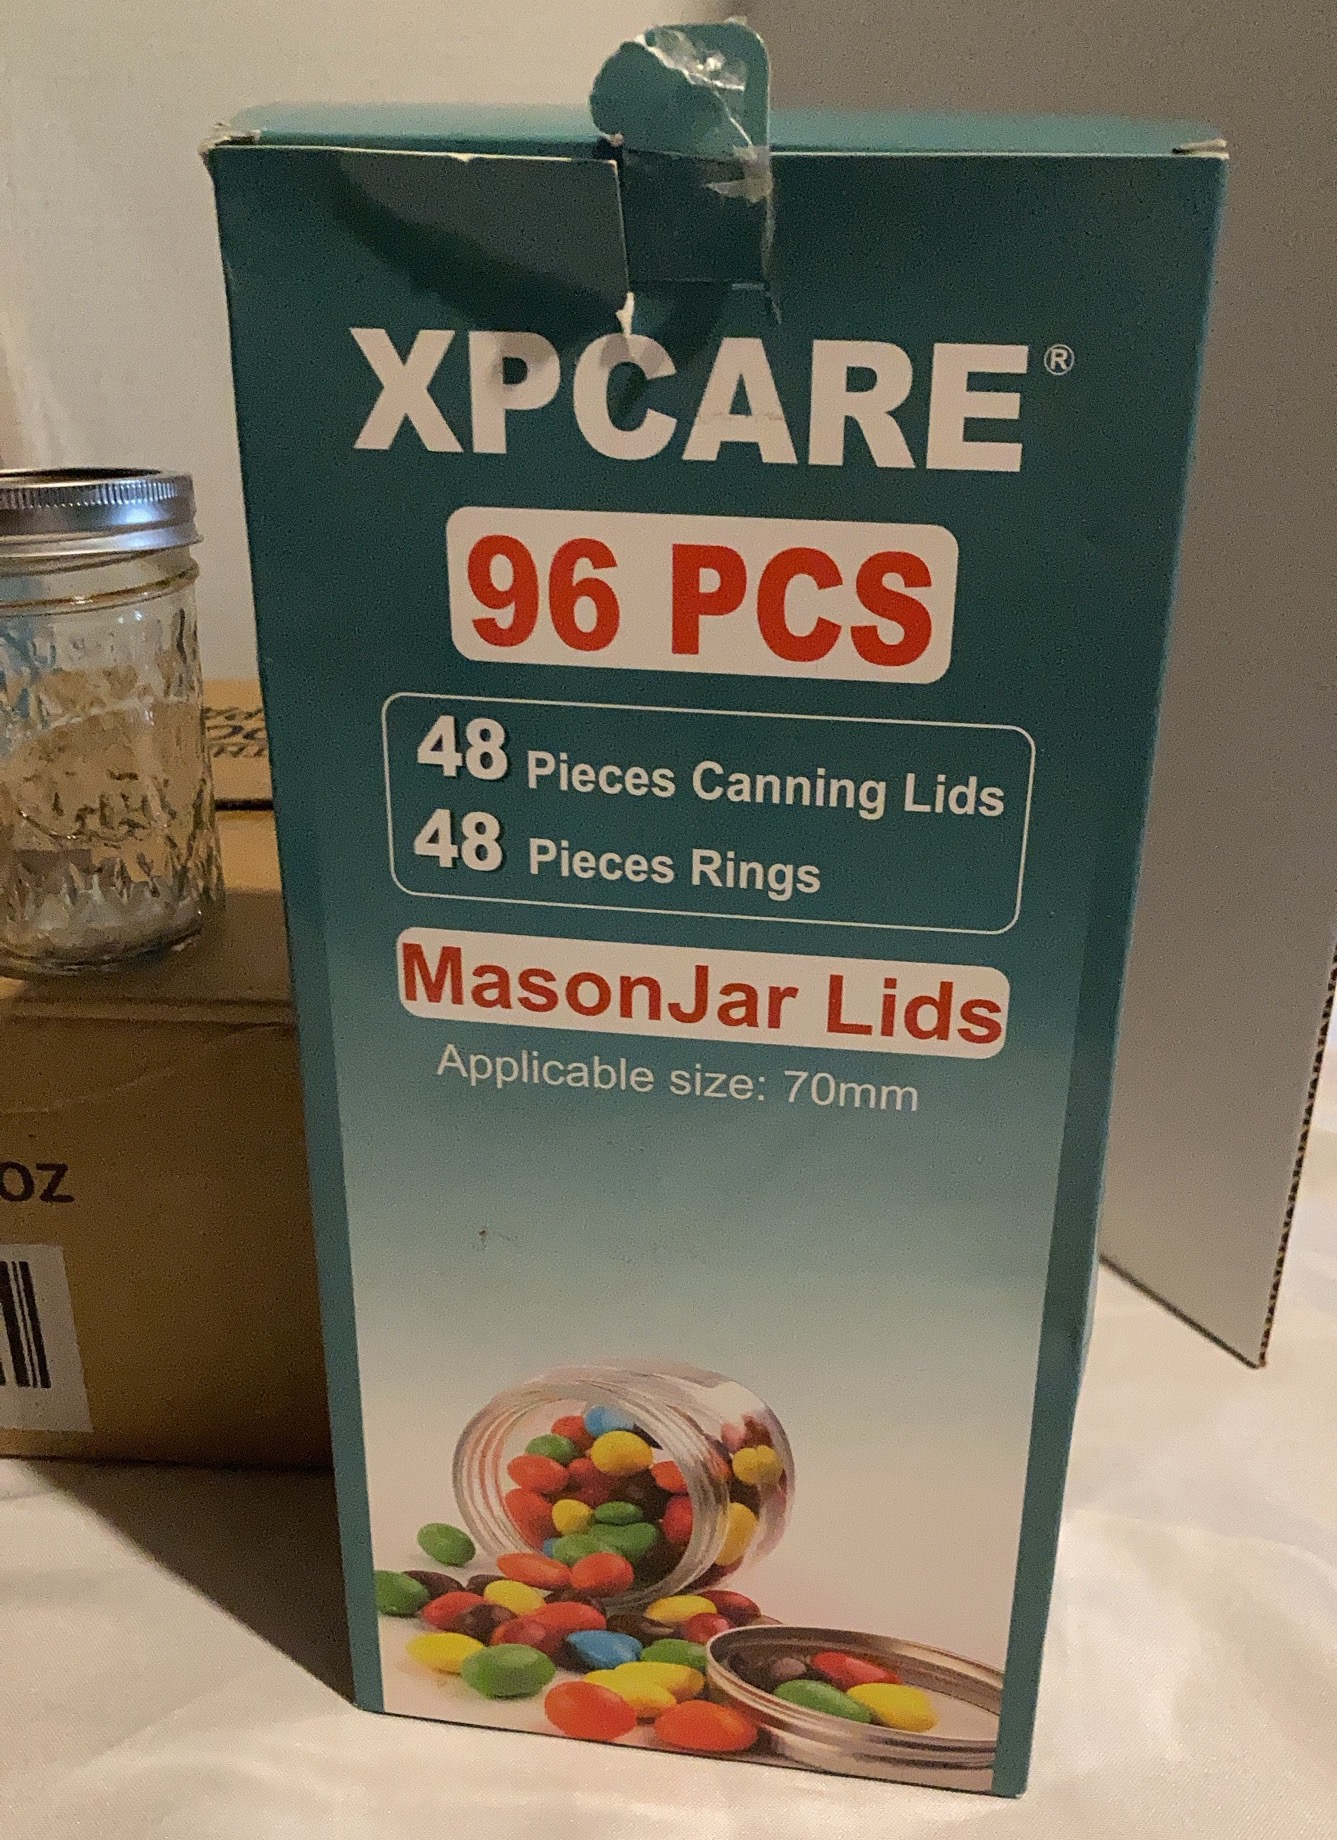 XPCARE®
96 PCS
48 Pieces Canning Lids
48 Pieces Rings
MasonJar Lids
Applicable size: 70mm
oz